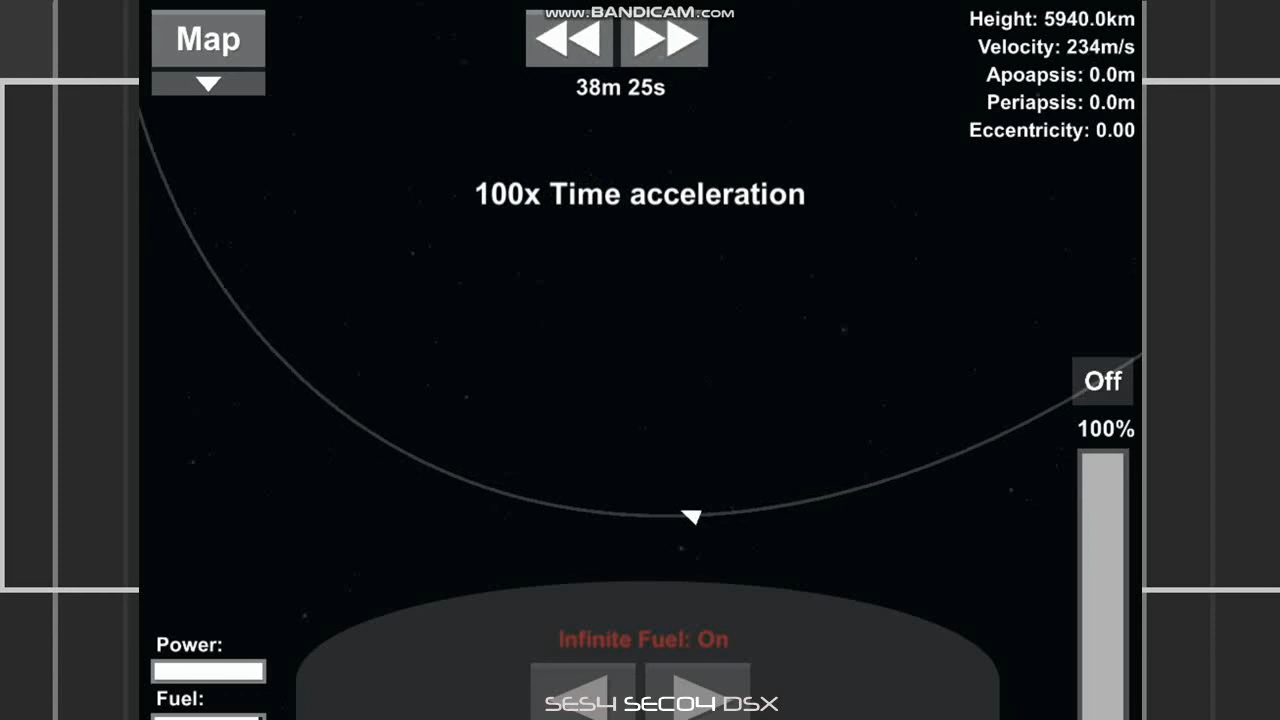 www.BANDICAM.com
Map
38m 25s
Height: 5940.0km
Velocity: 234m/s
Apoapsis: 0.0m
Periapsis: 0.0m
Eccentricity: 0.00
100x Time acceleration
Off
100%
Infinite Fuel: On
Power:
Fuel:
SES4 SECO4 DSX